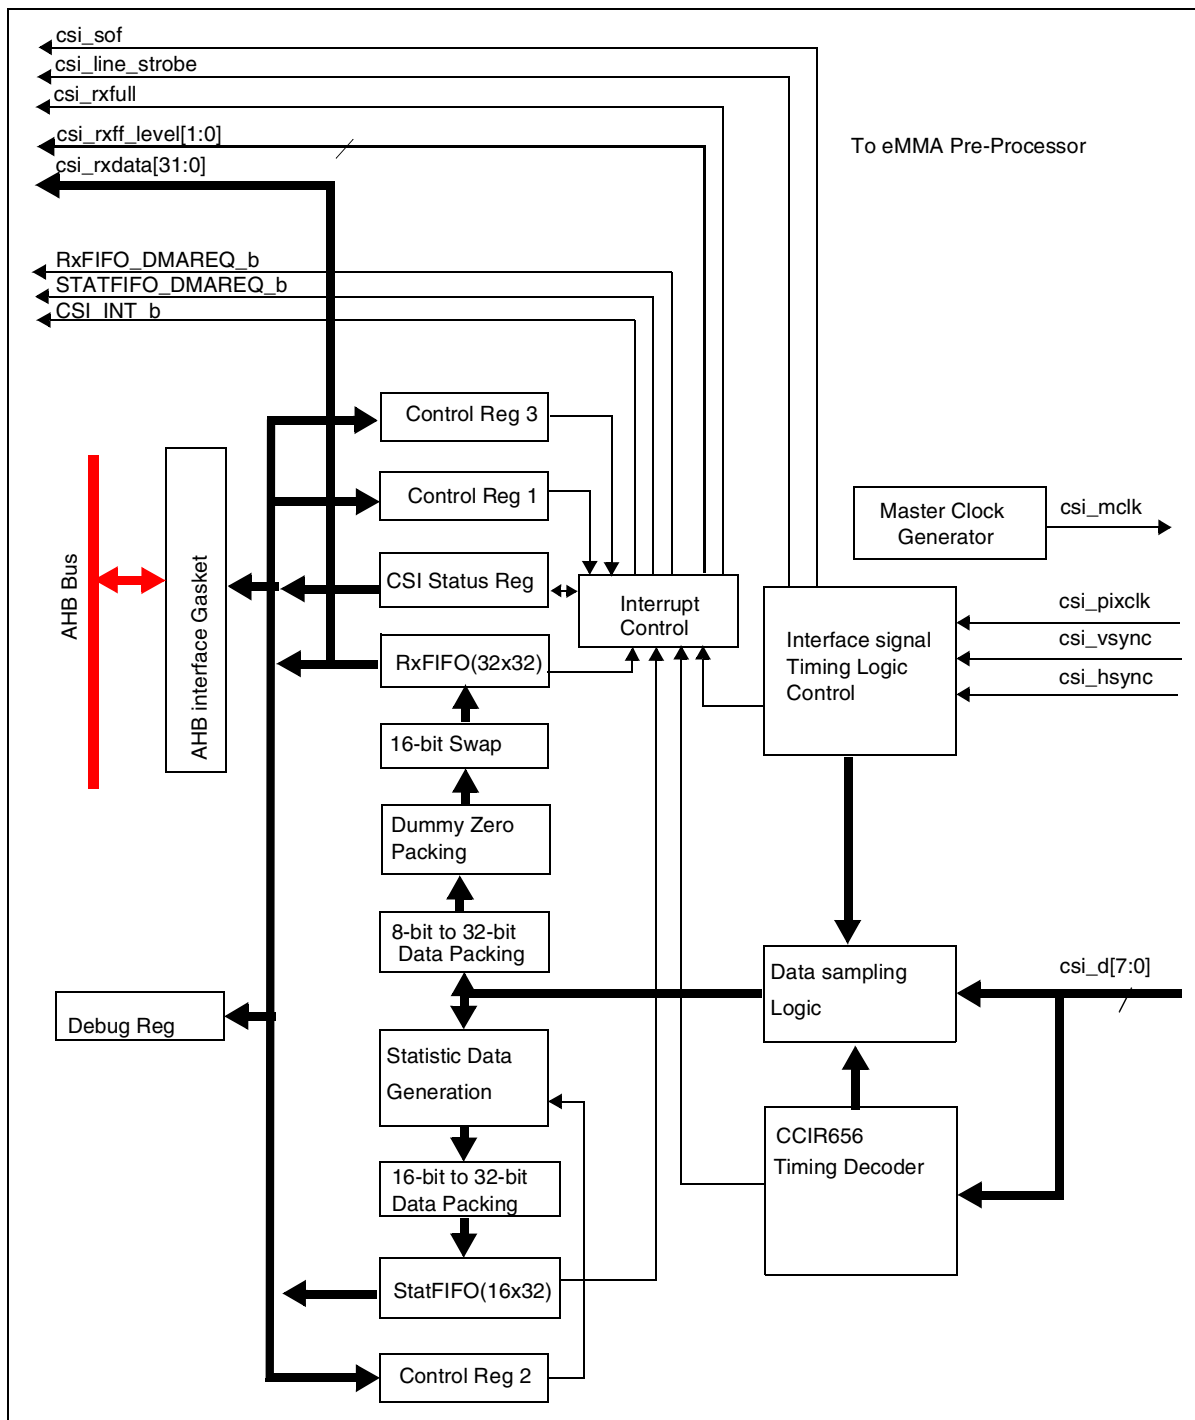 csi_sof
csi_line_strobe
csi_rxfull
csi_rxff_level[1:0]
To eMMA Pre-Processor
csi_rxdata[31:0]
RxFIFO_DMAREQ_b
STATFIFO_DMAREQ_b
CSI_INT_b
Control Reg 3
Control Reg 1
Master Clock
Generator
csi_mclk
AHB Bus
AHB interface Gasket
CSI Status Reg
Interrupt
Control
csi_pixclk
Interface signal
Timing Logic
Control
csi_vsync
csi_hsync
RxFIFO(32x32)
16-bit Swap
Dummy Zero
Packing
8-bit to 32-bit
Data Packing
Data sampling
Logic
csi_d[7:0]
Debug Reg
Statistic Data
Generation
CCIR656
Timing Decoder
16-bit to 32-bit
Data Packing
StatFIFO(16x32)
Control Reg 2